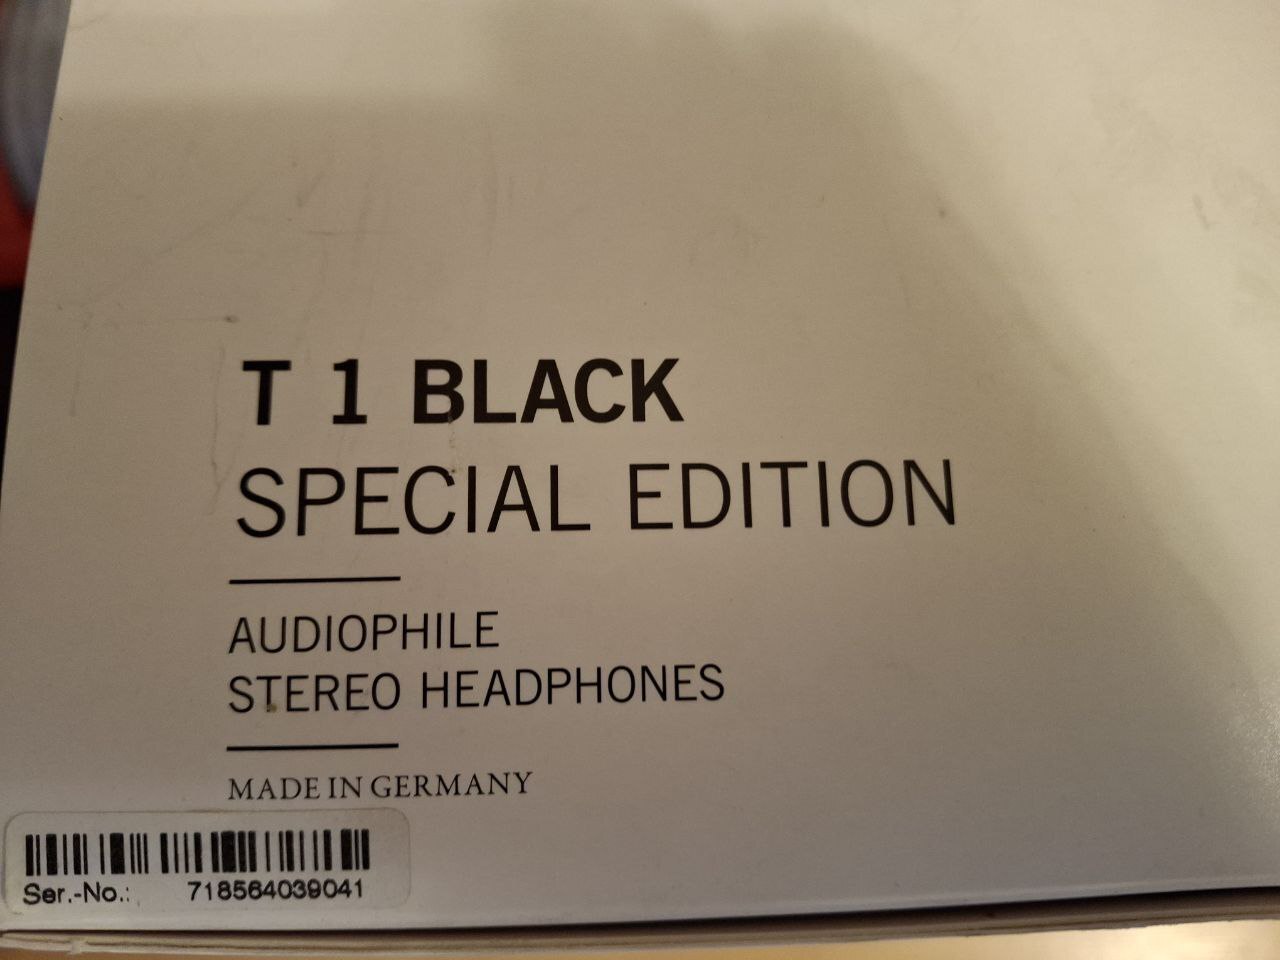 T 1 BLACK
SPECIAL EDITION
AUDIOPHILE
STEREO HEADPHONES
MADE IN GERMANY
Ser.-No.: 718564039041